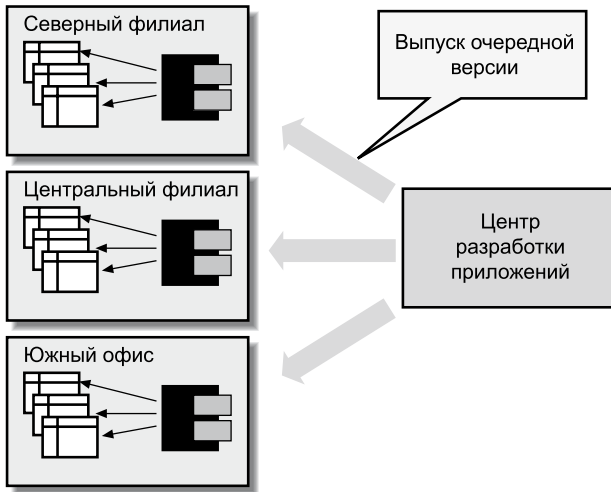 Северный филиал
Выпуск очередной
версии
Центральный филиал
Центр
разработки
приложений
Южный офис